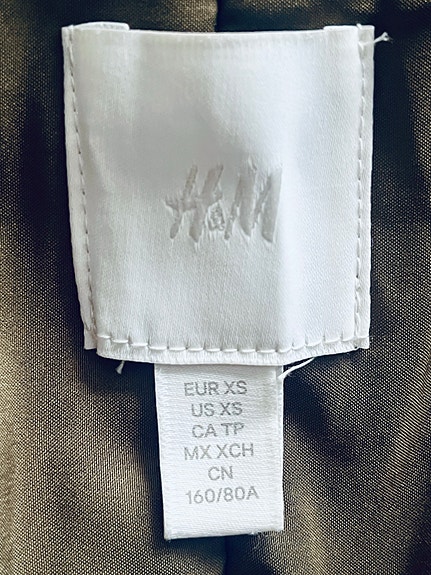 H&M
EUR XS
US XS
CA TP
MX XCH
CN
160/80A